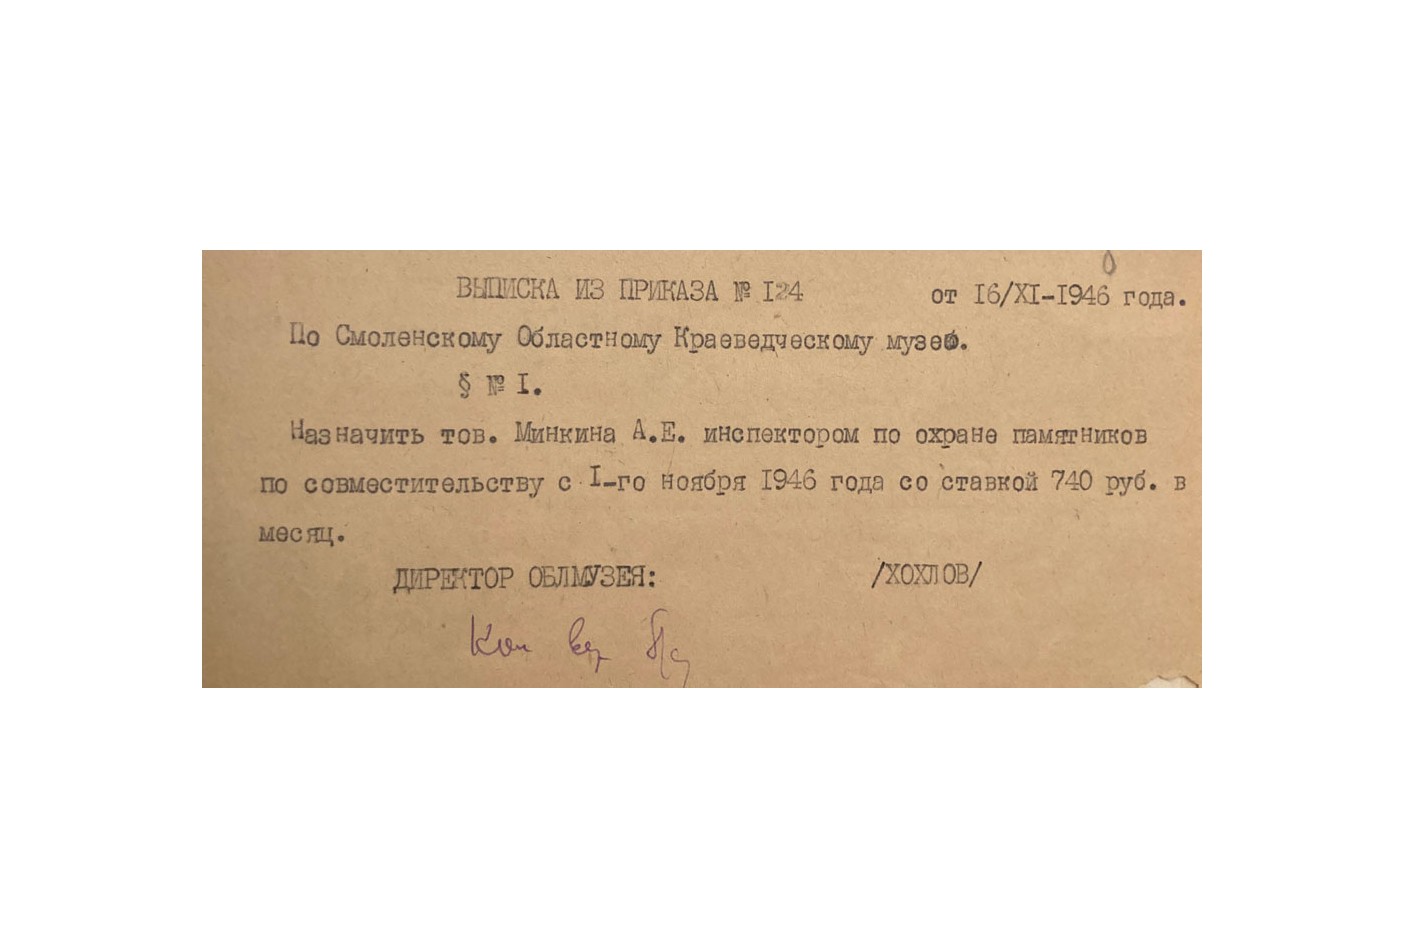 ВЫПИСКА ИЗ ПРИКАЗА № I24 от I6/XI-I946 года.
По Смоленскому Областному Краеведческому музею.
§ № I.
Назначить тов. Минкина А.Е. инспектором по охране памятников
по совместительству с I-го ноября I946 года со ставкой 740 руб. в
месяц.
ДИРЕКТОР ОБЛМУЗЕЯ: /ХОХЛОВ/